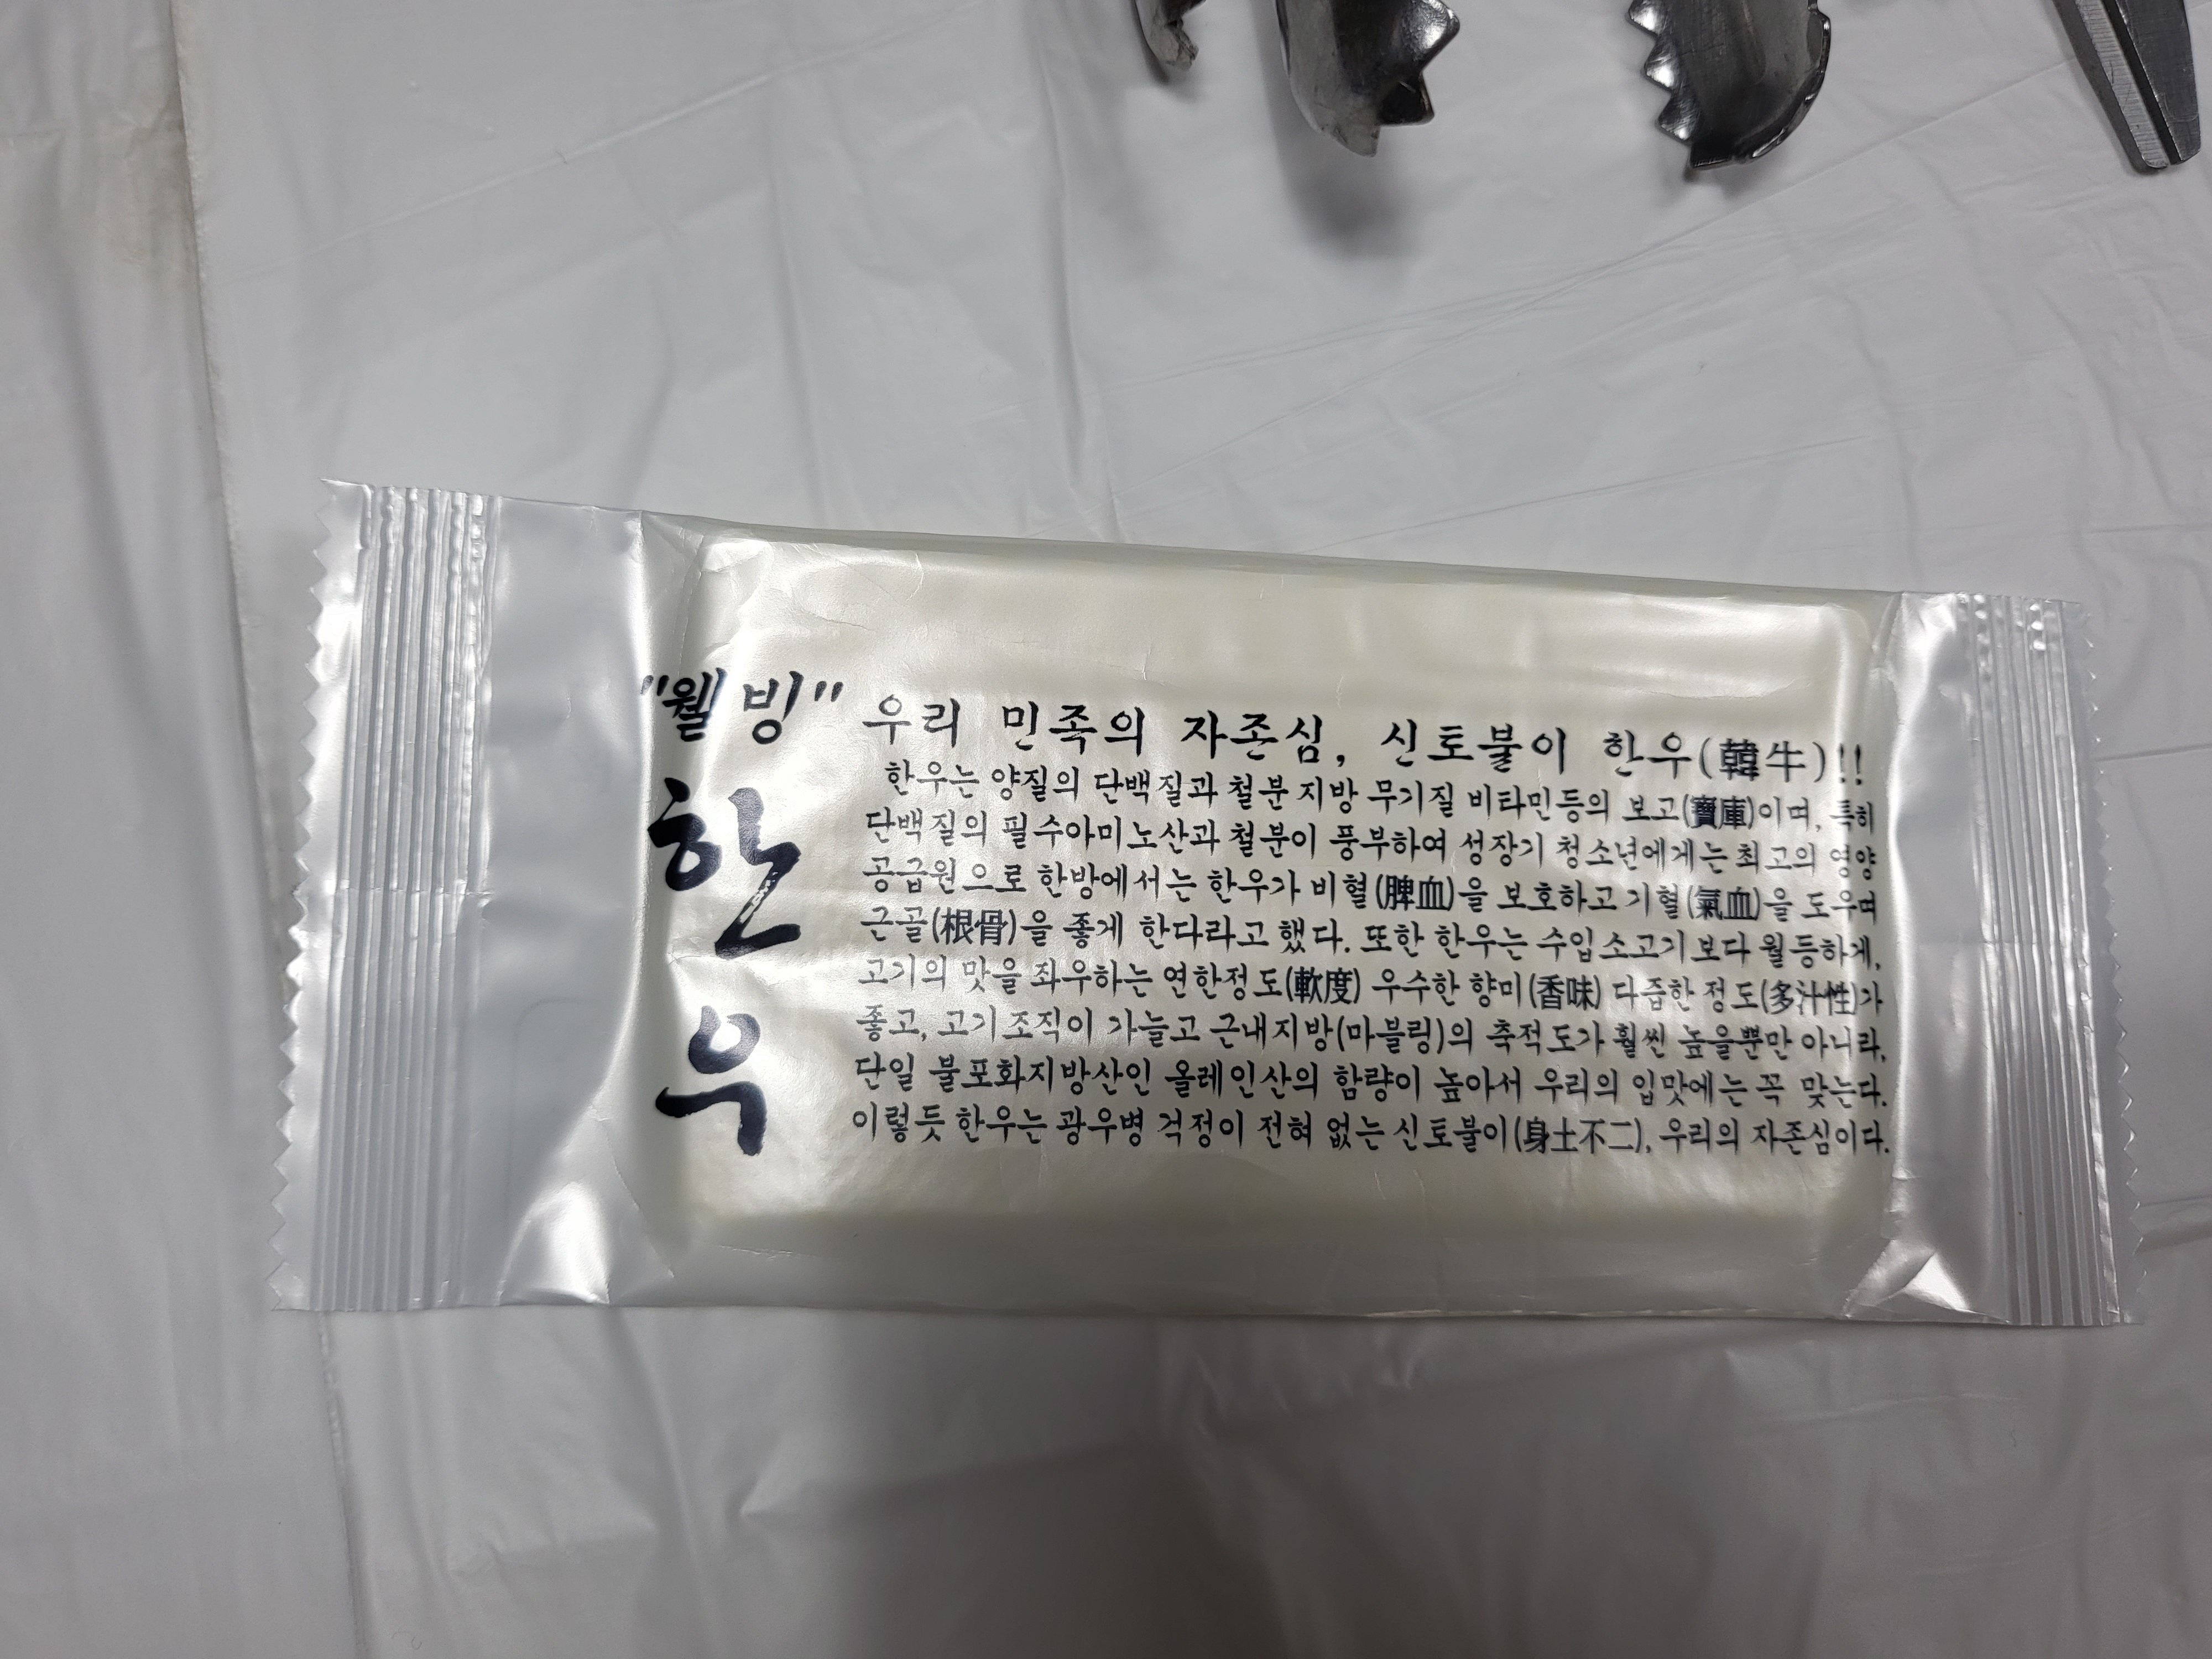 "웰빙"
한우
우리 민족의 자존심, 신토불이 한우(韓牛)!!
한우는 양질의 단백질과 철분 지방 무기질 비타민등의 보고(寶庫)이며, 특히
단백질의 필수아미노산과 철분이 풍부하여 성장기 청소년에게는 최고의 영양
공급원으로 한방에서는 한우가 비혈(脾血)을 보호하고 기혈(氣血)을 도우며
근골(根骨)을 좋게 한다라고 했다. 또한 한우는 수입소고기 보다 월등하게,
고기의 맛을 좌우하는 연한정도(軟度) 우수한 향미(香味) 다즙한 정도(多汁性)가
좋고, 고기조직이 가늘고 근내지방(마블링)의 축적도가 훨씬 높을뿐만 아니라,
단일 불포화지방산인 올레인산의 함량이 높아서 우리의 입맛에는 꼭 맞는다.
이렇듯 한우는 광우병 걱정이 전혀 없는 신토불이(身土不二), 우리의 자존심이다.